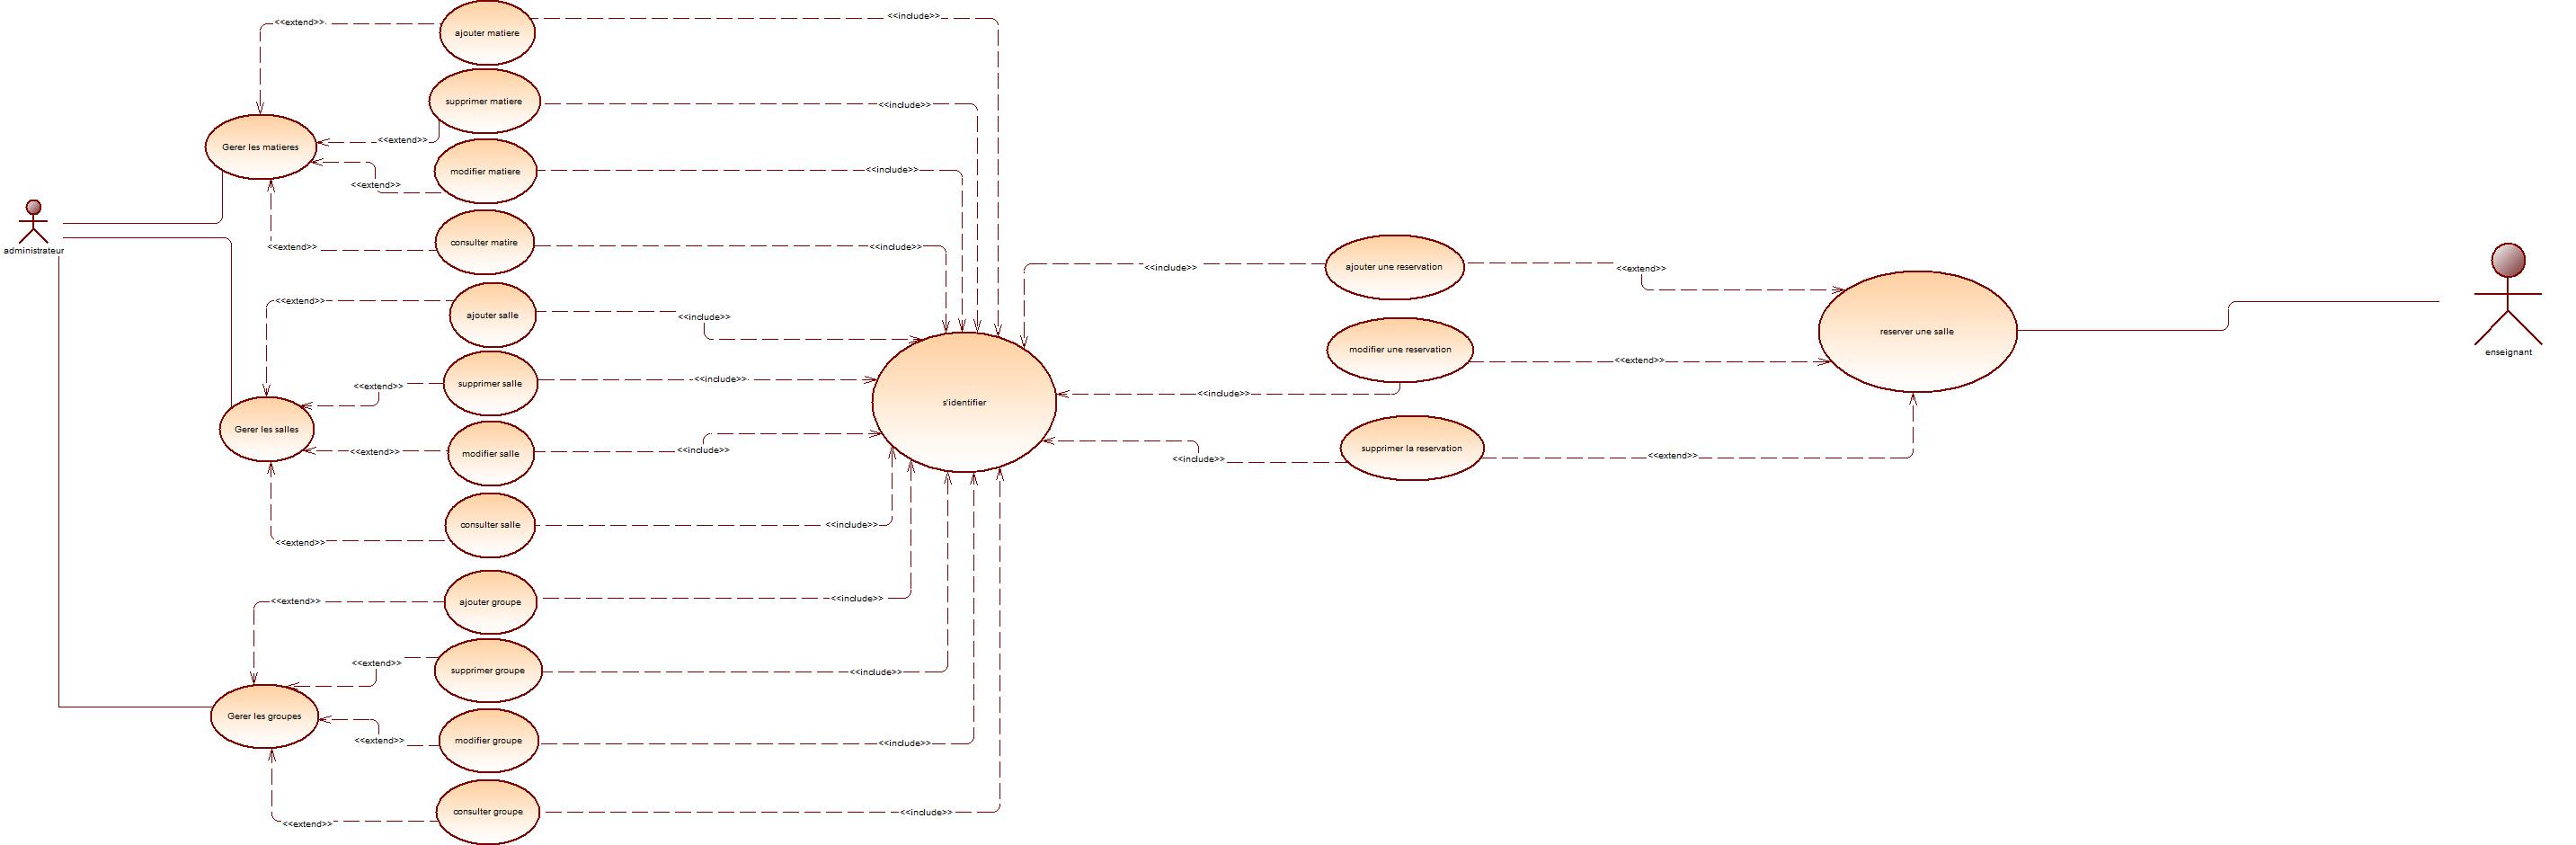 <<extend>>
ajouter matiere
<<include>>
supprimer matiere
<<include>>
<<extend>>
Gerer les matieres
modifier matiere
<<include>>
<<extend>>
administrateur
consulter matire
<<extend>>
<<include>>
<<extend>>
ajouter salle
<<include>>
<<extend>>
supprimer salle
<<include>>
Gerer les salles
<<extend>>
modifier salle
<<include>>
consulter salle
<<include>>
<<extend>>
s'identifier
<<include>>
ajouter une reservation
<<extend>>
modifier une reservation
<<extend>>
<<include>>
supprimer la reservation
<<include>>
<<extend>>
reserver une salle
enseignant
<<extend>>
ajouter groupe
<<include>>
<<extend>>
supprimer groupe
<<include>>
Gerer les groupes
<<extend>>
modifier groupe
<<include>>
consulter groupe
<<include>>
<<extend>>